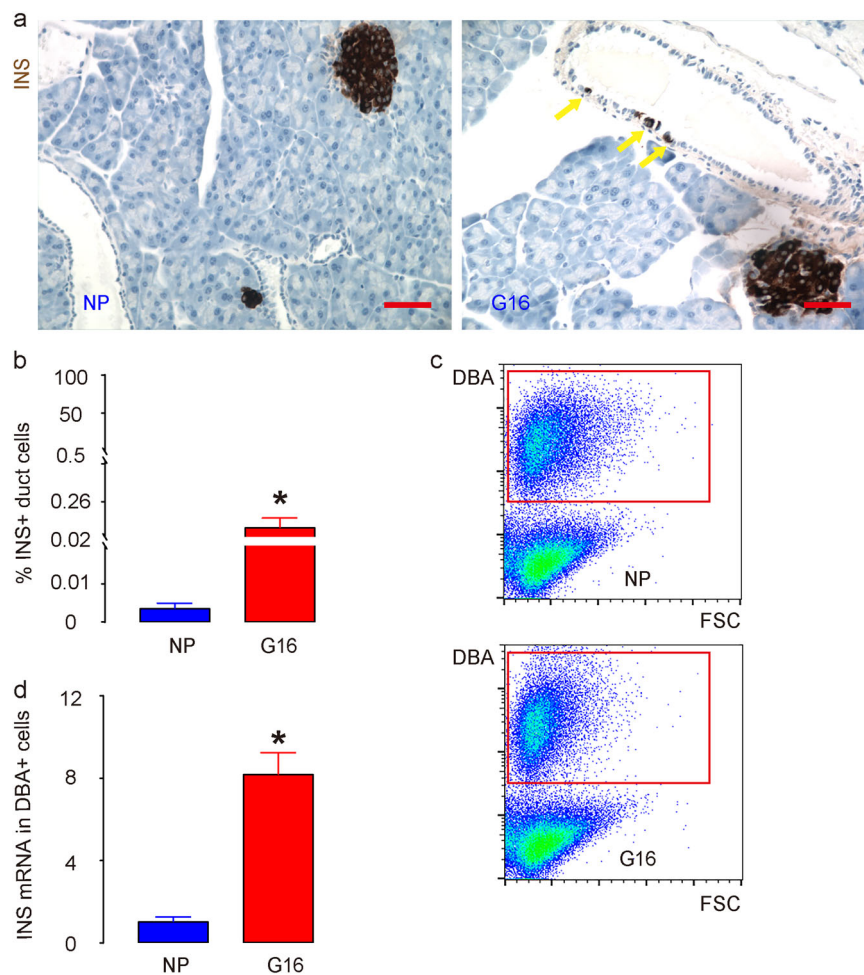 a
INS
NP
G16
b
% INS+ duct cells
100
50
0.5
0.26
0.02
0.01
0
*
NP
G16
c
DBA
NP
FSC
DBA
G16
FSC
d
INS mRNA in DBA+ cells
12
8
4
0
*
NP
G16